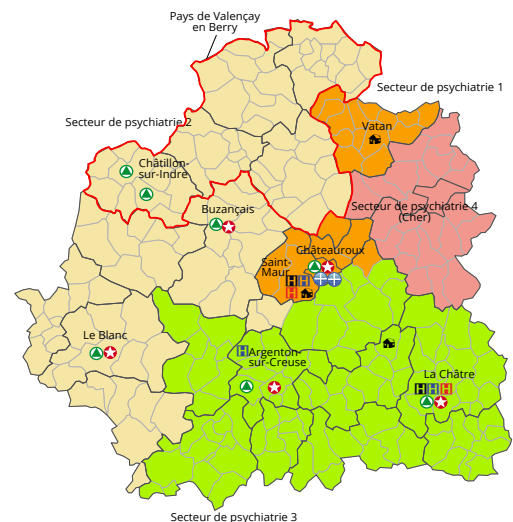 Pays de Valençay
en Berry
Secteur de psychiatrie 1
Secteur de psychiatrie 2
Vatan
Châtillon-
sur-Indre
Buzançais
Secteur de psychiatrie 4
(Cher)
Châteauroux
Saint-
Maur
H H
H
Le Blanc
H Argenton-
sur-Creuse
La Châtre
H H H
Secteur de psychiatrie 3